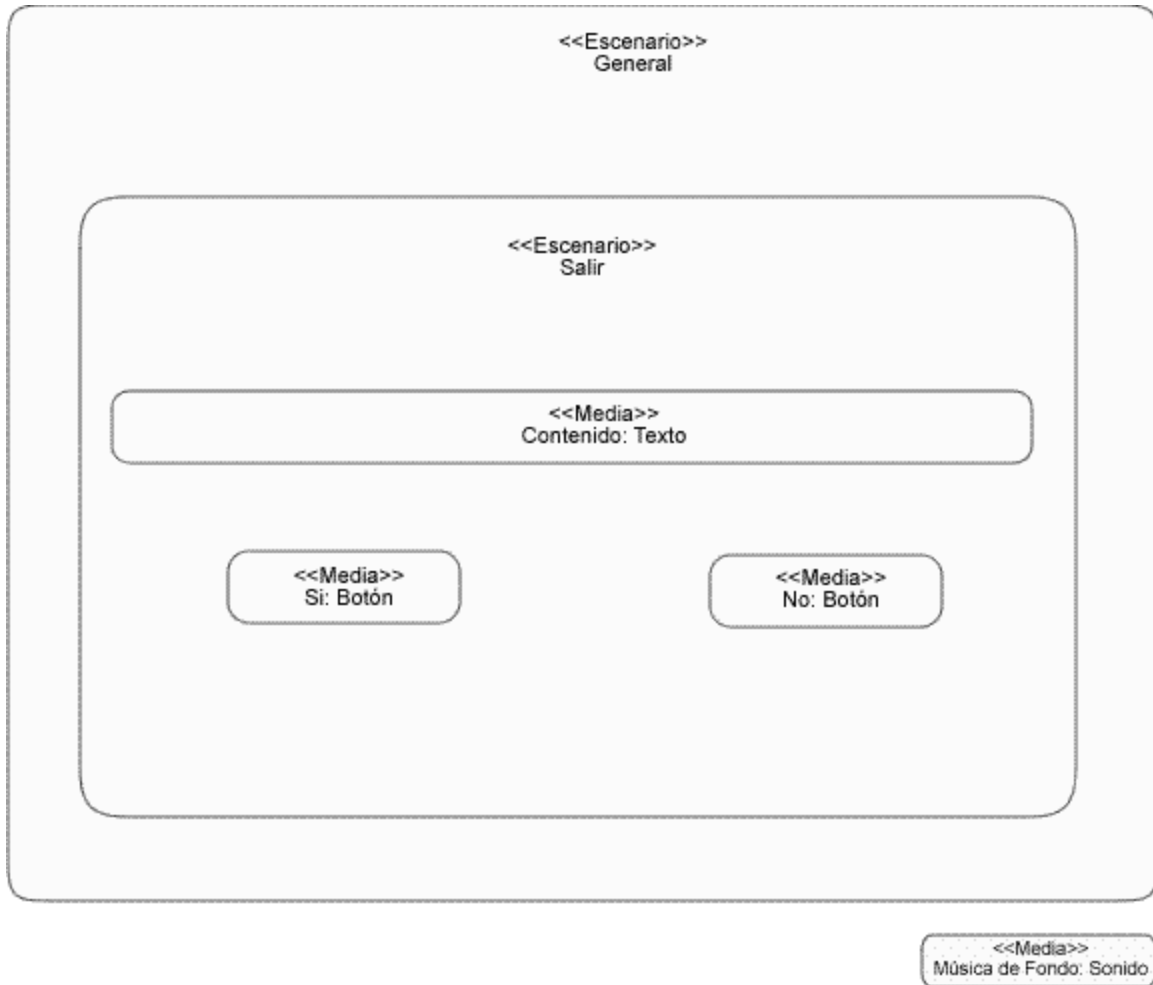 <<Escenario>>
General
<<Escenario>>
Salir
<<Media>>
Contenido: Texto
<<Media>>
Si: Botón
<<Media>>
No: Botón
<<Media>>
Música de Fondo: Sonido